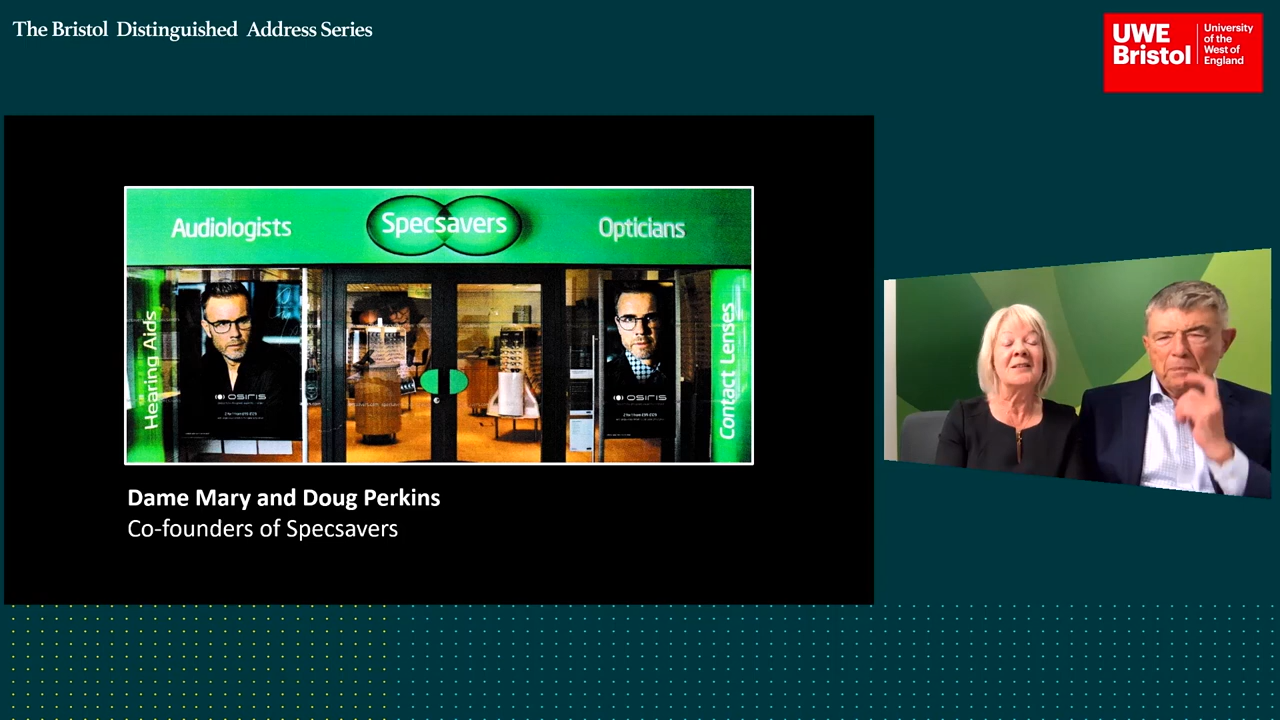 The Bristol Distinguished Address Series
UWE
Bristol
University
of the
West of
England
Audiologists
Specsavers
Opticians
Hearing Aids
OSIRIS
OSIRIS
Contact Lenses
Dame Mary and Doug Perkins
Co-founders of Specsavers